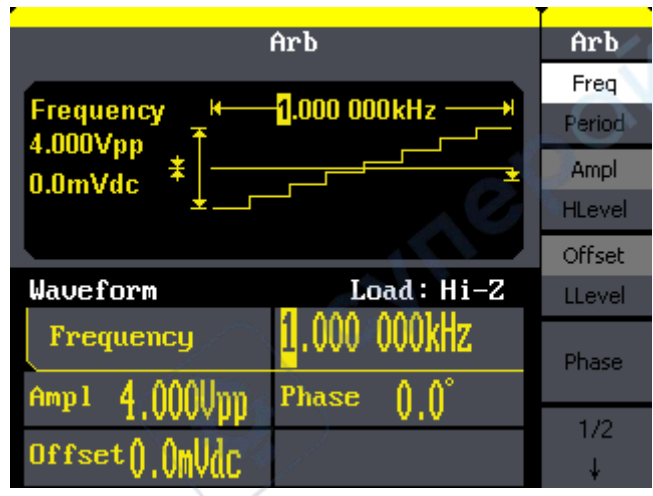 Arb
Frequency 1.000 000kHz
4.000Vpp
0.0mVdc
Waveform Load: Hi-Z
Frequency 1.000 000kHz
Ampl 4.000Vpp Phase 0.0°
Offset 0.0mVdc
Arb
Freq
Period
Ampl
HLevel
Offset
LLevel
Phase
1/2
↓